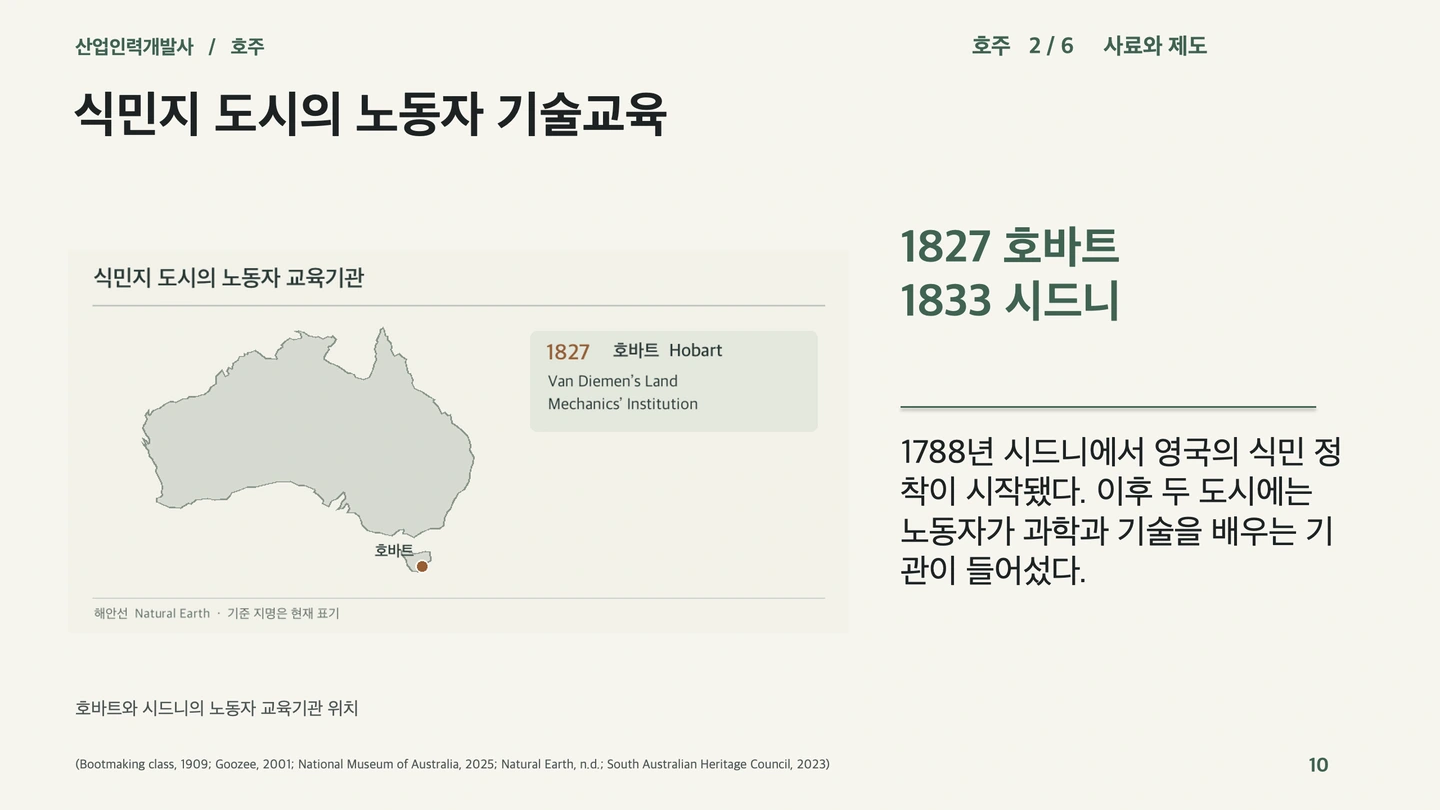 산업인력개발사 / 호주
호주 2 / 6 사료와 제도
식민지 도시의 노동자 기술교육
식민지 도시의 노동자 교육기관
1827 호바트 Hobart
Van Diemen’s Land
Mechanics’ Institution
호바트
해안선 Natural Earth · 기준 지명은 현재 표기
1827 호바트
1833 시드니
1788년 시드니에서 영국의 식민 정
착이 시작됐다. 이후 두 도시에는
노동자가 과학과 기술을 배우는 기
관이 들어섰다.
호바트와 시드니의 노동자 교육기관 위치
(Bootmaking class, 1909; Goozee, 2001; National Museum of Australia, 2025; Natural Earth, n.d.; South Australian Heritage Council, 2023)
10